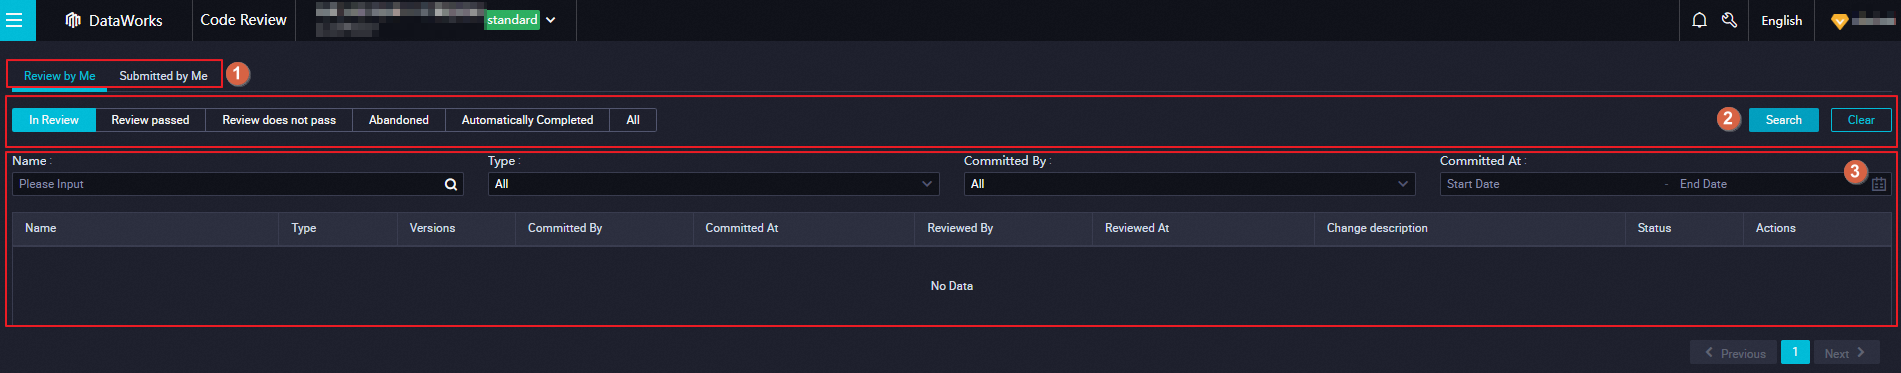 DataWorks Code Review standard English
Review by Me Submitted by Me 1
In Review Review passed Review does not pass Abandoned Automatically Completed All 2 Search Clear
Name : Type : Committed By : Committed At :
Please Input All All Start Date - End Date 3
Name Type Versions Committed By Committed At Reviewed By Reviewed At Change description Status Actions
No Data
Previous 1 Next